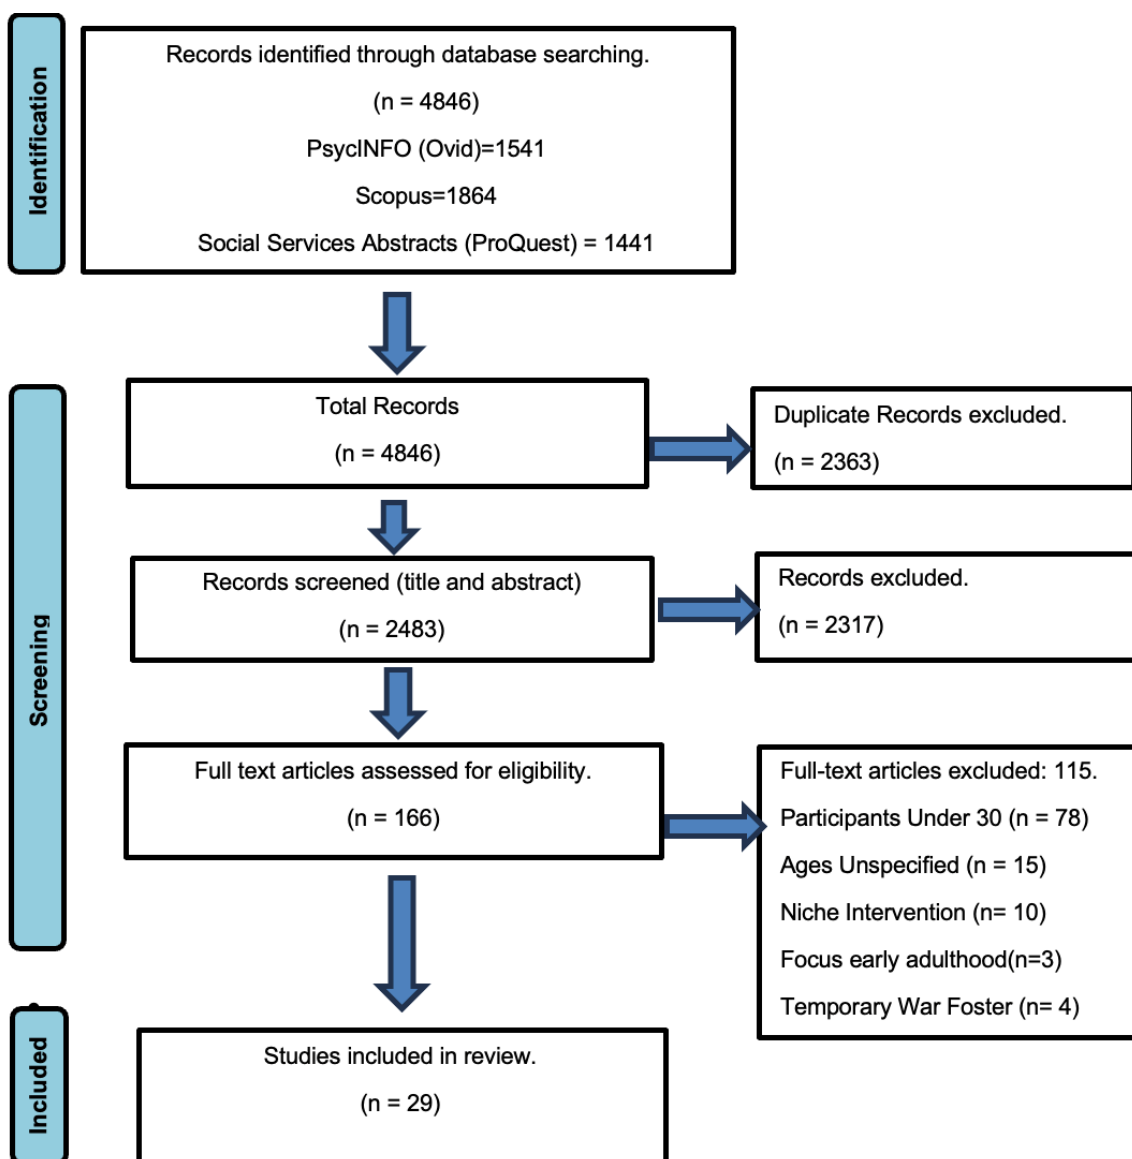 Identification
Records identified through database searching.
(n = 4846)
PsycINFO (Ovid)=1541
Scopus=1864
Social Services Abstracts (ProQuest) = 1441
Screening
Total Records
(n = 4846)
Duplicate Records excluded.
(n = 2363)
Records screened (title and abstract)
(n = 2483)
Records excluded.
(n = 2317)
Full text articles assessed for eligibility.
(n = 166)
Full-text articles excluded: 115.
Participants Under 30 (n = 78)
Ages Unspecified (n = 15)
Niche Intervention (n= 10)
Focus early adulthood(n=3)
Temporary War Foster (n= 4)
Included
Studies included in review.
(n = 29)